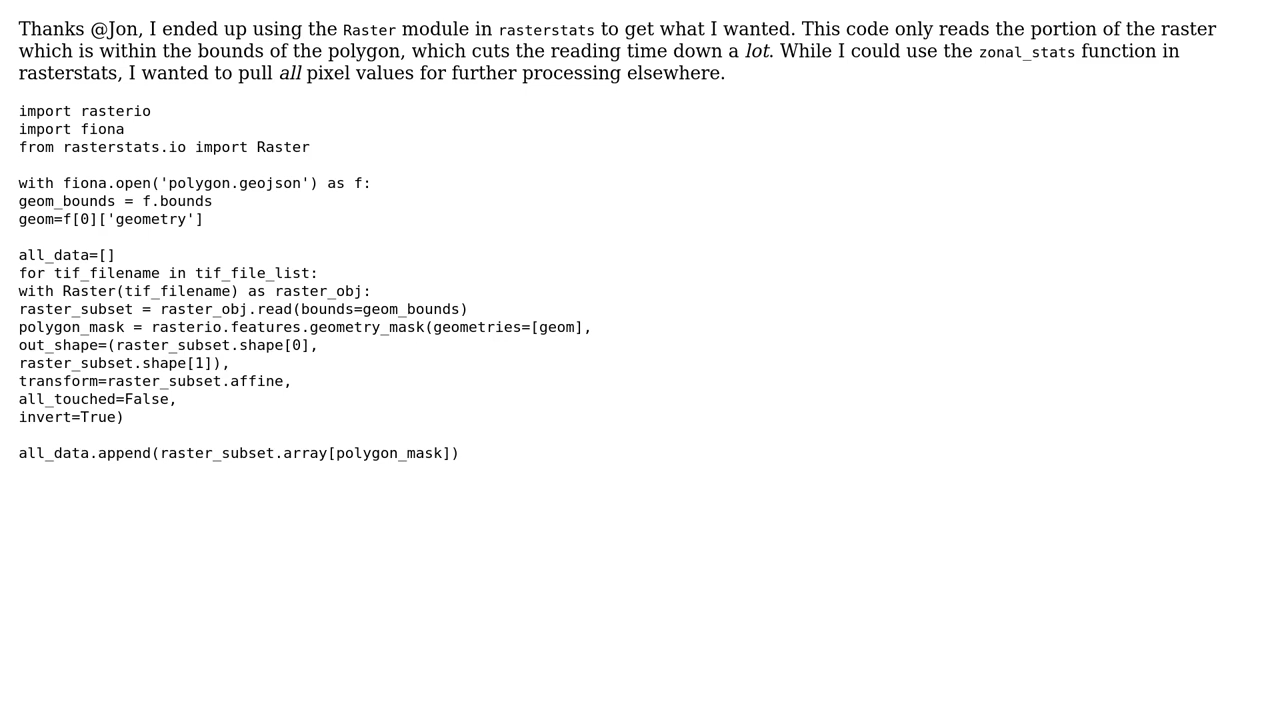 Thanks @Jon, I ended up using the Raster module in rasterstats to get what I wanted. This code only reads the portion of the raster
which is within the bounds of the polygon, which cuts the reading time down a lot. While I could use the zonal_stats function in
rasterstats, I wanted to pull all pixel values for further processing elsewhere.
import rasterio
import fiona
from rasterstats.io import Raster
with fiona.open('polygon.geojson') as f:
geom_bounds = f.bounds
geom=f[0]['geometry']
all_data=[]
for tif_filename in tif_file_list:
with Raster(tif_filename) as raster_obj:
raster_subset = raster_obj.read(bounds=geom_bounds)
polygon_mask = rasterio.features.geometry_mask(geometries=[geom],
out_shape=(raster_subset.shape[0],
raster_subset.shape[1]),
transform=raster_subset.affine,
all_touched=False,
invert=True)
all_data.append(raster_subset.array[polygon_mask])